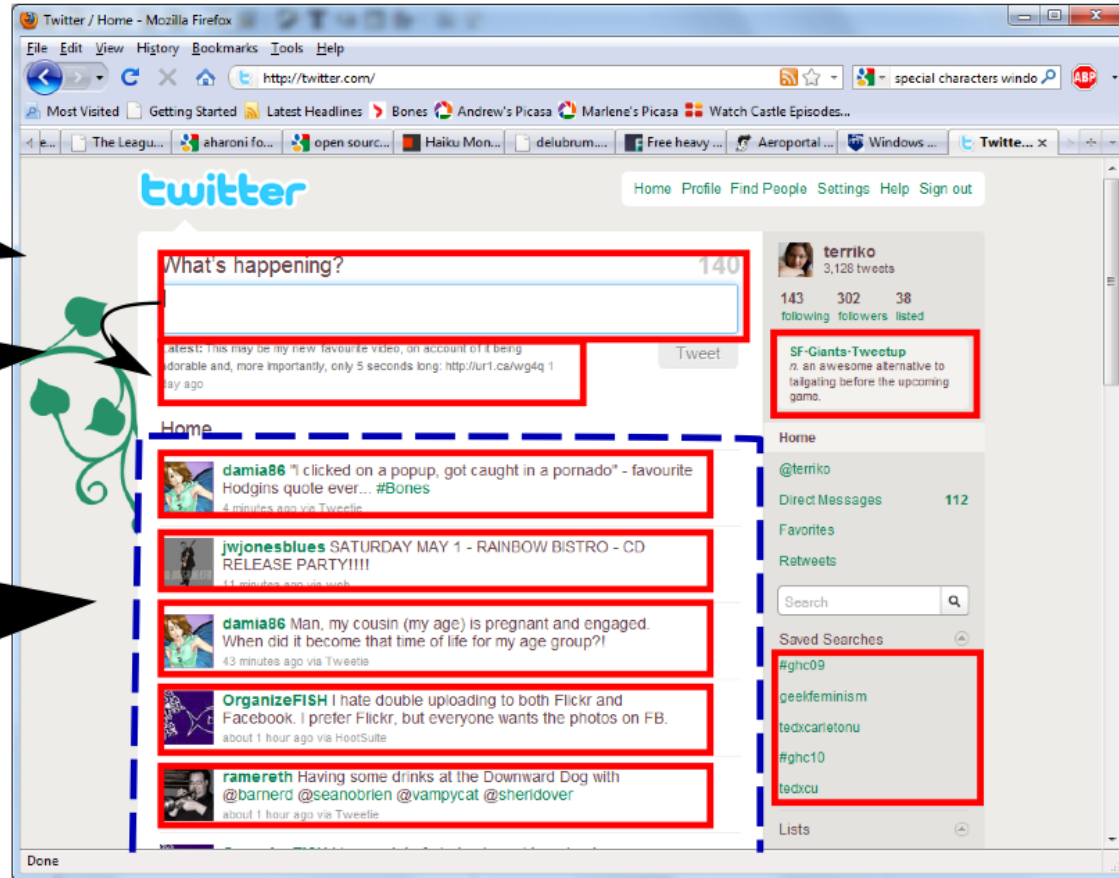 Twitter / Home - Mozilla Firefox
File Edit View History Bookmarks Tools Help
http://twitter.com/
special characters windo
ABP
Most Visited Getting Started Latest Headlines Bones Andrew's Picasa Marlene's Picasa Watch Castle Episodes...
e... The Leagu... aharoni fo... open sourc... Haiku Mon... delubrum.... Free heavy ... Aeroportal ... Windows ... Twitte...
twitter
Home Profile Find People Settings Help Sign out
What's happening?
140
Latest: This may be my new favourite video, on account of it being
adorable and, more importantly, only 5 seconds long: http://ur1.ca/wg4q 1
day ago
Tweet
Home
damia86 "I clicked on a popup, got caught in a pornado" - favourite
Hodgins quote ever... #Bones
4 minutes ago via Tweetie
jwjonesblues SATURDAY MAY 1 - RAINBOW BISTRO - CD
RELEASE PARTY!!!!
11 minutes ago via web
damia86 Man, my cousin (my age) is pregnant and engaged.
When did it become that time of life for my age group?!
43 minutes ago via Tweetie
OrganizeFISH I hate double uploading to both Flickr and
Facebook. I prefer Flickr, but everyone wants the photos on FB.
about 1 hour ago via HootSuite
ramereth Having some drinks at the Downward Dog with
@barnerd @seanobrien @vampycat @sheridover
about 1 hour ago via Tweetie
terriko
3,128 tweets
143 302 38
following followers listed
SF-Giants-Tweetup
n. an awesome alternative to
tailgating before the upcoming
game.
Home
@terriko
Direct Messages 112
Favorites
Retweets
Search
Saved Searches
#ghc09
geekfeminism
tedxcarletonu
#ghc10
tedxcu
Lists
Done